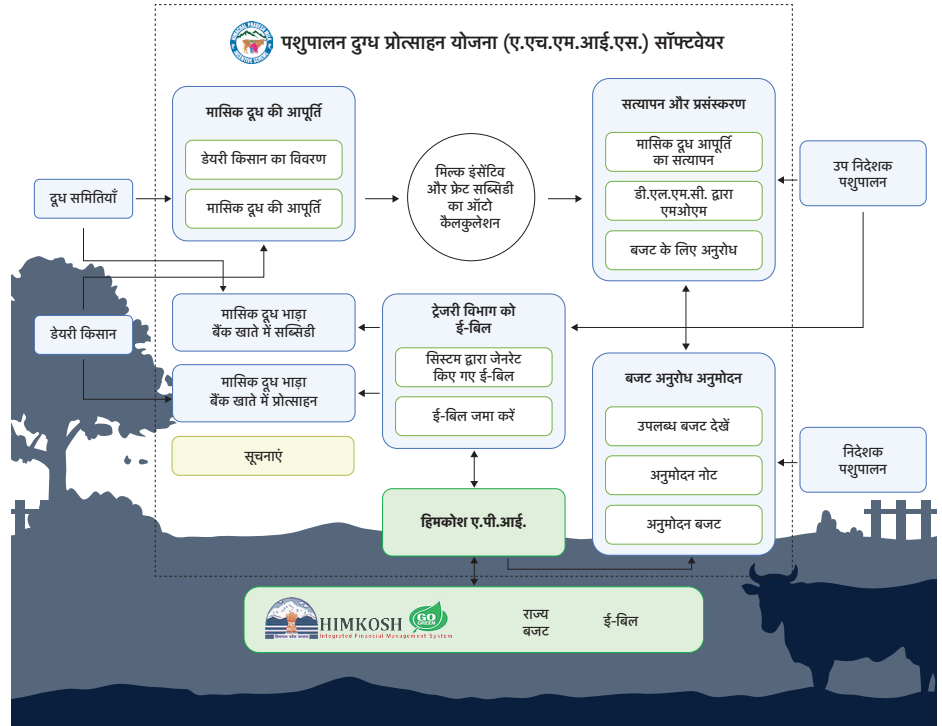 पशुपालन दुग्ध प्रोत्साहन योजना (ए.एच.एम.आई.एस.) सॉफ्टवेयर
मासिक दूध की आपूर्ति
डेयरी किसान का विवरण
मासिक दूध की आपूर्ति
दूध समितियाँ
डेयरी किसान
मिल्क इंसेंटिव
और फ्रेट सब्सिडी
का ऑटो
कैलकुलेशन
सत्यापन और प्रसंस्करण
मासिक दूध आपूर्ति
का सत्यापन
डी.एल.एम.सी. द्वारा
एमओएम
बजट के लिए अनुरोध
उप निदेशक
पशुपालन
मासिक दूध भाड़ा
बैंक खाते में सब्सिडी
मासिक दूध भाड़ा
बैंक खाते में प्रोत्साहन
सूचनाएं
ट्रेजरी विभाग को
ई-बिल
सिस्टम द्वारा जेनरेट
किए गए ई-बिल
ई-बिल जमा करें
बजट अनुरोध अनुमोदन
उपलब्ध बजट देखें
अनुमोदन नोट
अनुमोदन बजट
निदेशक
पशुपालन
हिमकोश ए.पी.आई.
HIMKOSH
Integrated Financial Management System
GO
GREEN
राज्य
बजट
ई-बिल